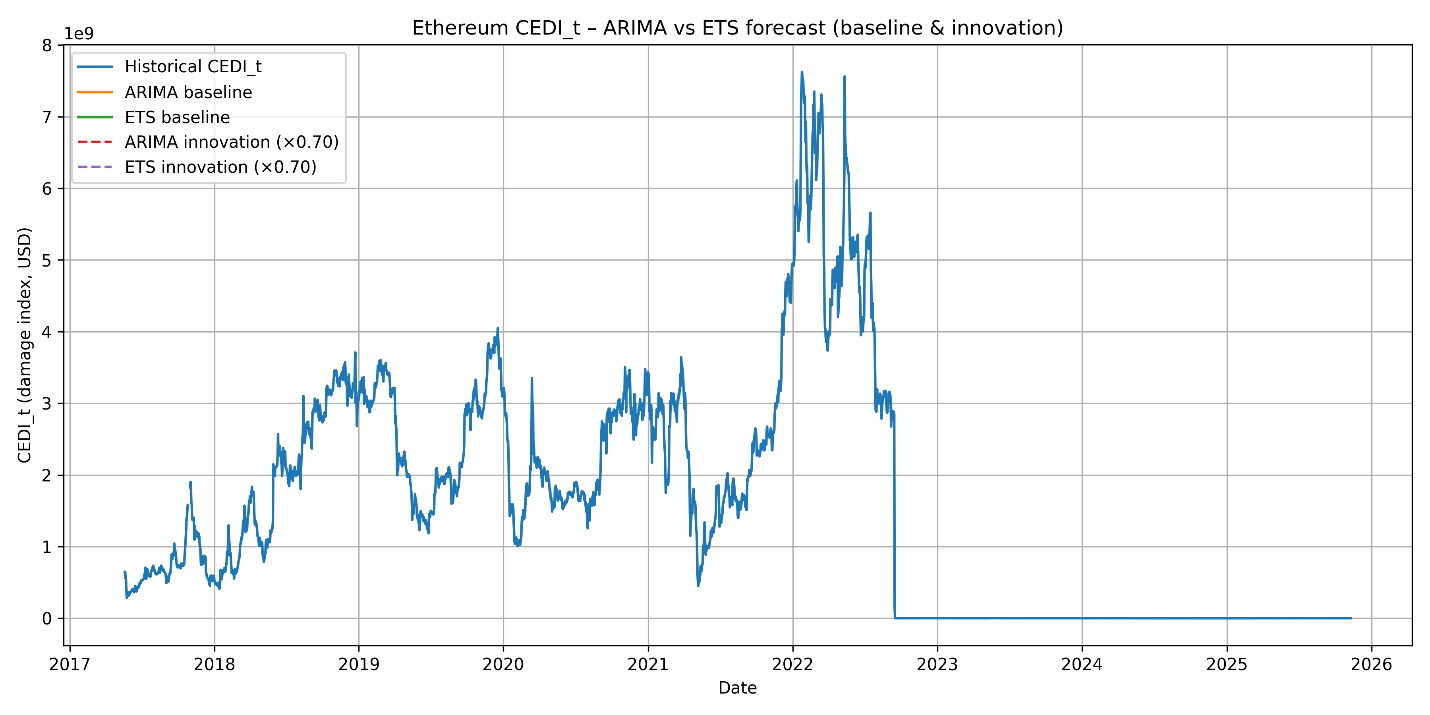 Ethereum CEDI_t – ARIMA vs ETS forecast (baseline & innovation)
1e9
Historical CEDI_t
ARIMA baseline
ETS baseline
ARIMA innovation (×0.70)
ETS innovation (×0.70)
CEDI_t (damage index, USD)
8
7
6
5
4
3
2
1
0
2017 2018 2019 2020 2021 2022 2023 2024 2025 2026
Date